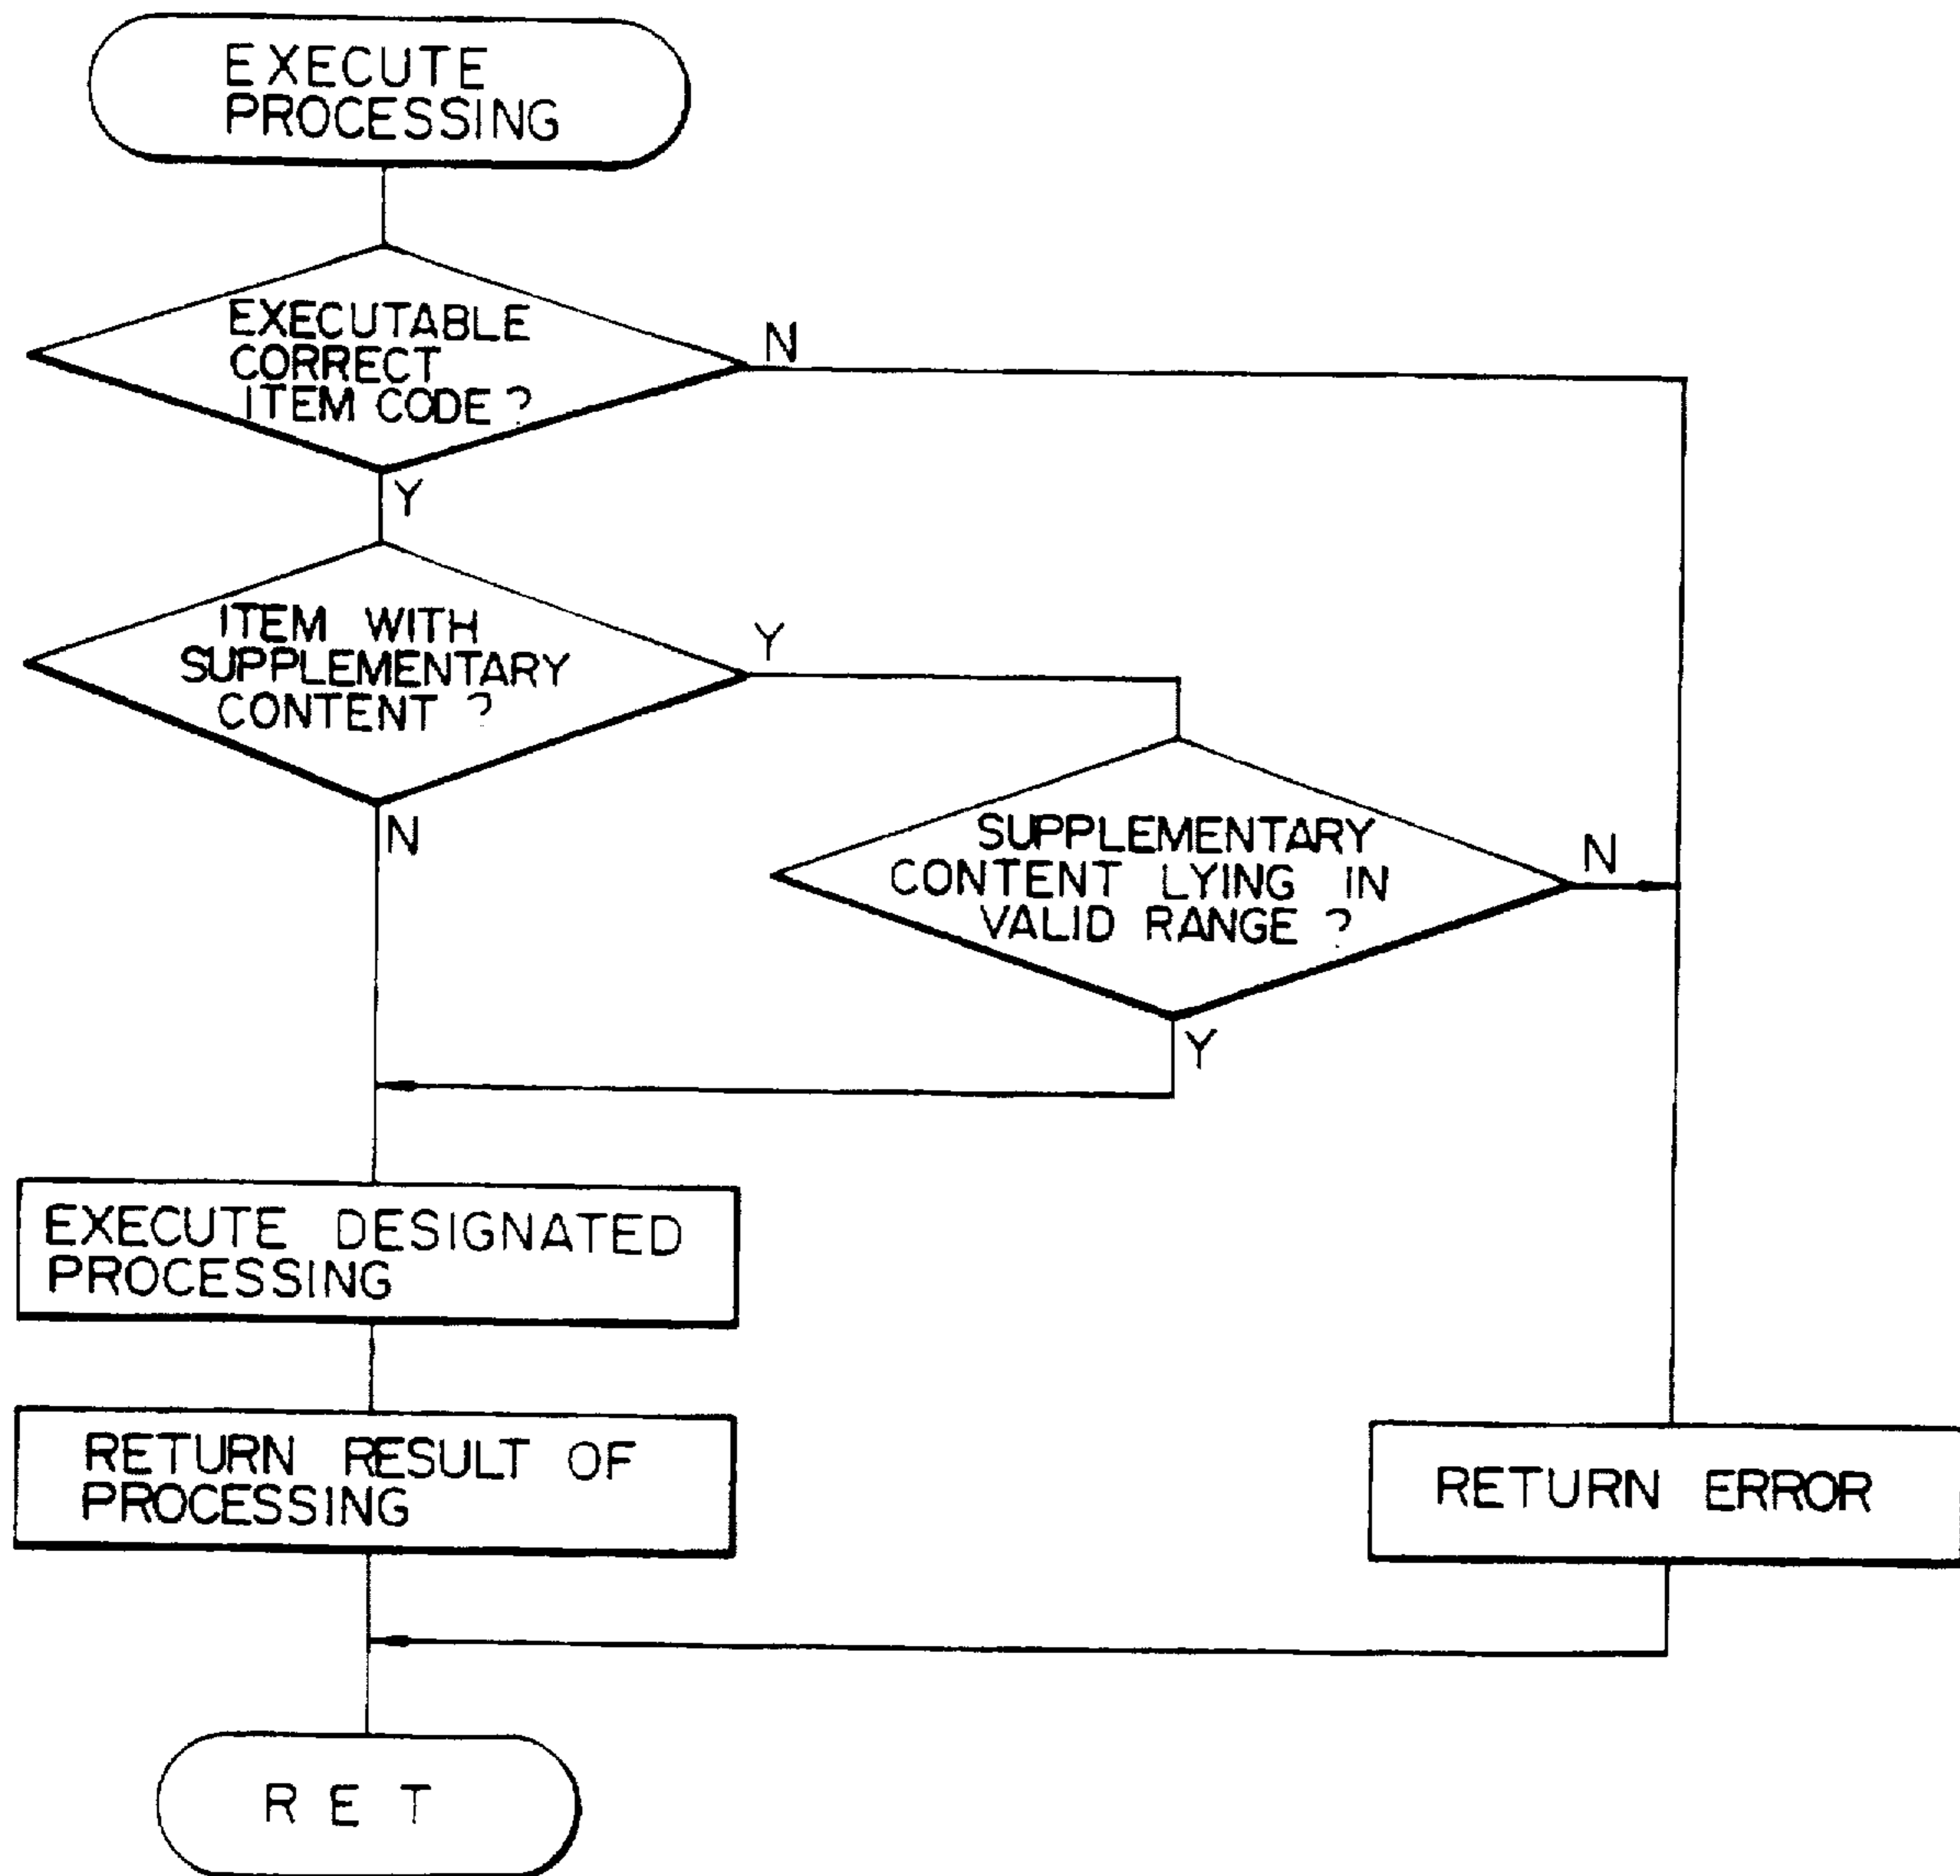 EXECUTE
PROCESSING
EXECUTABLE
CORRECT
ITEM CODE ?
N
Y
ITEM WITH
SUPPLEMENTARY
CONTENT ?
Y
N
SUPPLEMENTARY
CONTENT LYING IN
VALID RANGE ?
N
Y
EXECUTE DESIGNATED
PROCESSING
RETURN RESULT OF
PROCESSING
RETURN ERROR
RET